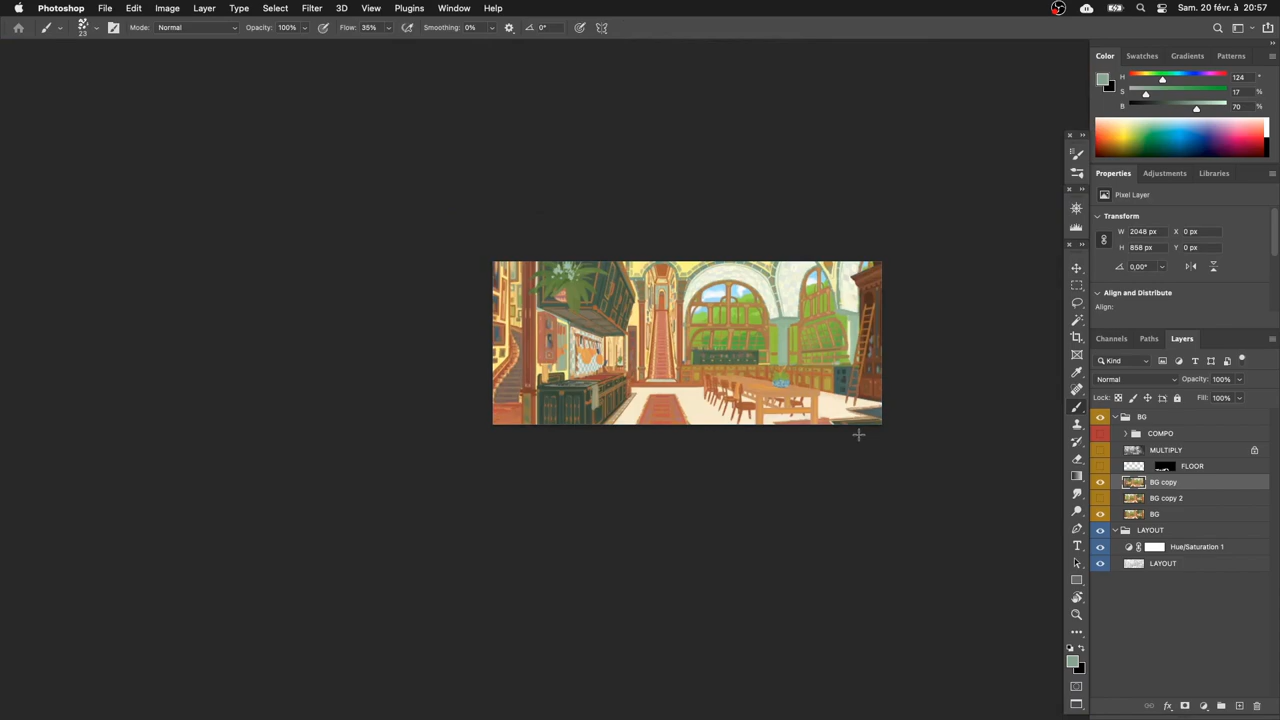 Photoshop File Edit Image Layer Type Select Filter 3D View Plugins Window Help Sam. 20 févr à 20:57
23 Mode: Normal Opacity: 100% Flow: 35% Smoothing: 0% 0°
Color Swatches Gradients Patterns
H 124 °
S 17 %
B 70 %
Properties Adjustments Libraries
Pixel Layer
Transform
W 2048 px X 0 px
H 858 px Y 0 px
0,00°
Align and Distribute
Align:
Channels Paths Layers
Kind
Normal Opacity: 100%
Lock: Fill: 100%
BG
COMPO
MULTIPLY
FLOOR
BG copy
BG copy 2
BG
LAYOUT
Hue/Saturation 1
LAYOUT